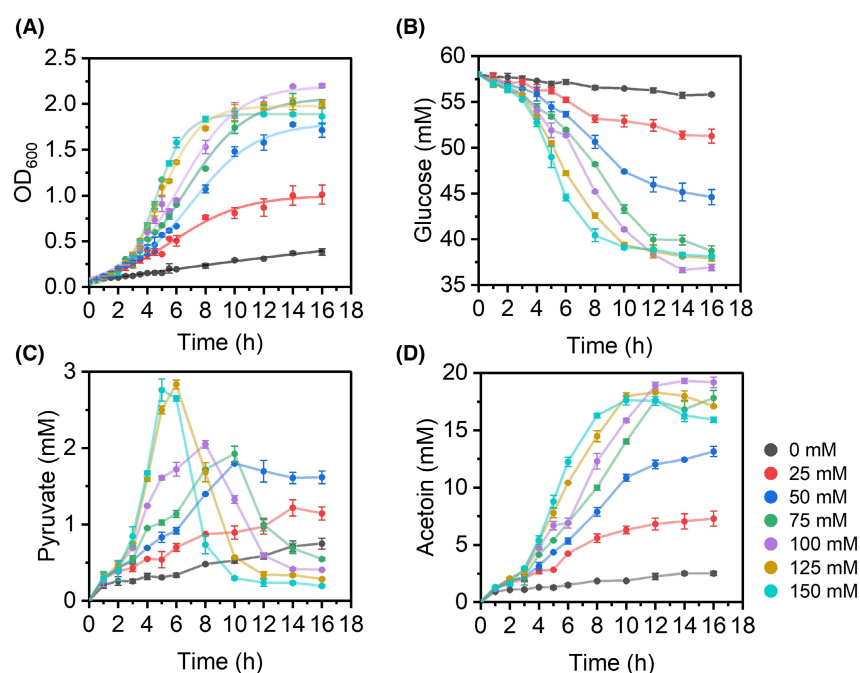 (A)
2.5
2.0
1.5
1.0
0.5
0.0
OD600
0 2 4 6 8 10 12 14 16 18
Time (h)
(B)
60
55
50
45
40
35
Glucose (mM)
0 2 4 6 8 10 12 14 16 18
Time (h)
(C)
3
2
1
0
Pyruvate (mM)
0 2 4 6 8 10 12 14 16 18
Time (h)
(D)
20
15
10
5
0
Acetoin (mM)
0 2 4 6 8 10 12 14 16 18
Time (h)
0 mM
25 mM
50 mM
75 mM
100 mM
125 mM
150 mM